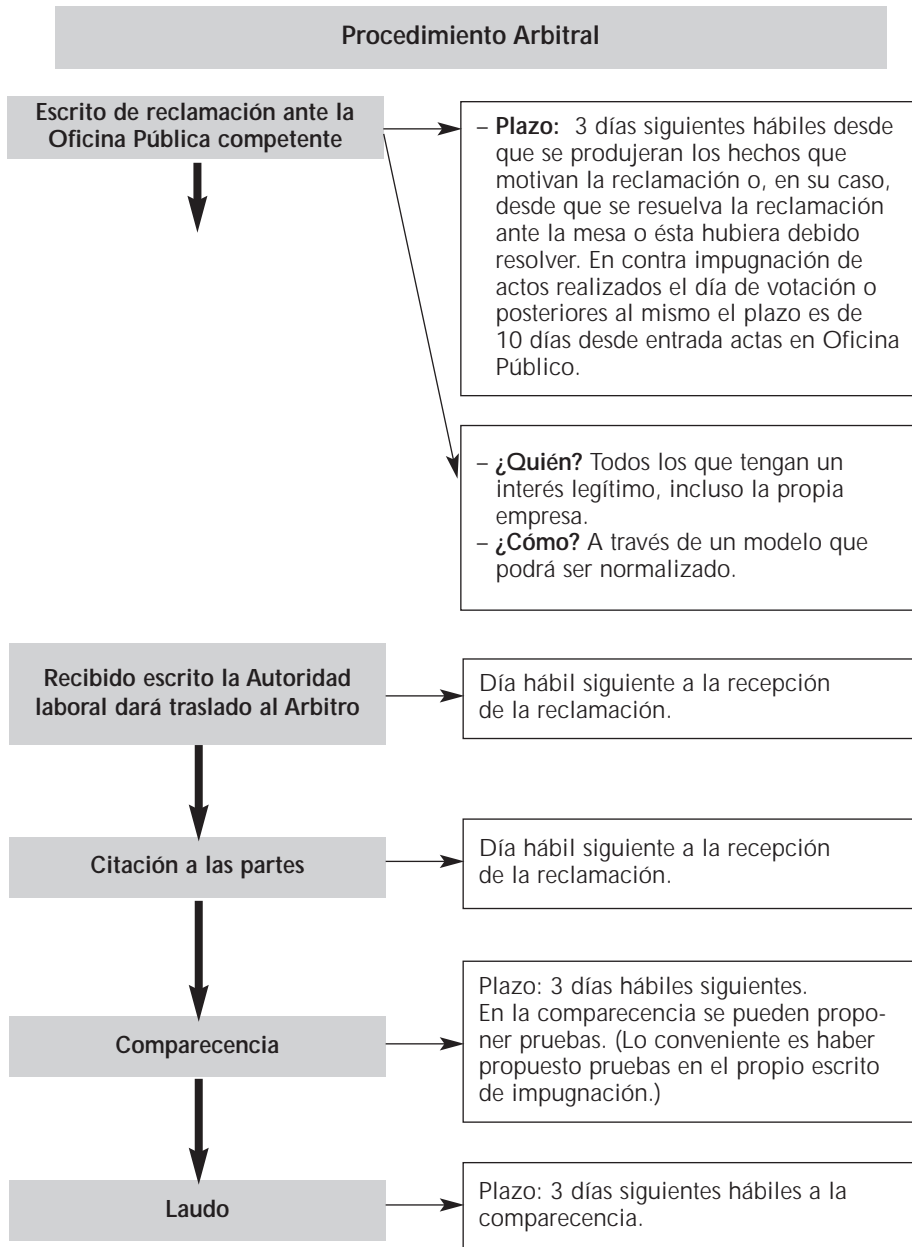 Procedimiento Arbitral
Escrito de reclamación ante la
Oficina Pública competente
– Plazo: 3 días siguientes hábiles desde
que se produjeran los hechos que
motivan la reclamación o, en su caso,
desde que se resuelva la reclamación
ante la mesa o ésta hubiera debido
resolver. En contra impugnación de
actos realizados el día de votación o
posteriores al mismo el plazo es de
10 días desde entrada actas en Oficina
Público.
– ¿Quién? Todos los que tengan un
interés legítimo, incluso la propia
empresa.
– ¿Cómo? A través de un modelo que
podrá ser normalizado.
Recibido escrito la Autoridad
laboral dará traslado al Arbitro
Día hábil siguiente a la recepción
de la reclamación.
Citación a las partes
Día hábil siguiente a la recepción
de la reclamación.
Comparecencia
Plazo: 3 días hábiles siguientes.
En la comparecencia se pueden propo-
ner pruebas. (Lo conveniente es haber
propuesto pruebas en el propio escrito
de impugnación.)
Laudo
Plazo: 3 días siguientes hábiles a la
comparecencia.